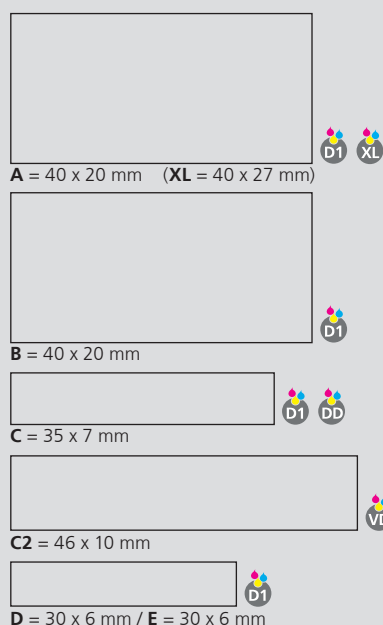 D1 XL
A = 40 x 20 mm (XL = 40 x 27 mm)
D1
B = 40 x 20 mm
D1 DD
C = 35 x 7 mm
C2 = 46 x 10 mm
D1
D = 30 x 6 mm / E = 30 x 6 mm